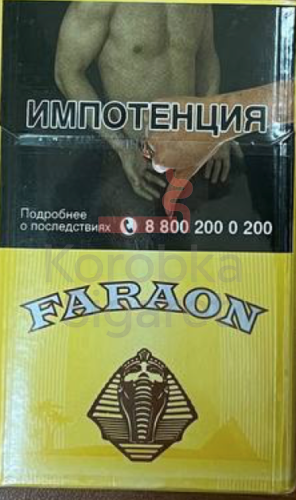 ИМПОТЕНЦИЯ
Подробнее
о последствиях 8 800 200 0 200
Korobka
FARAON